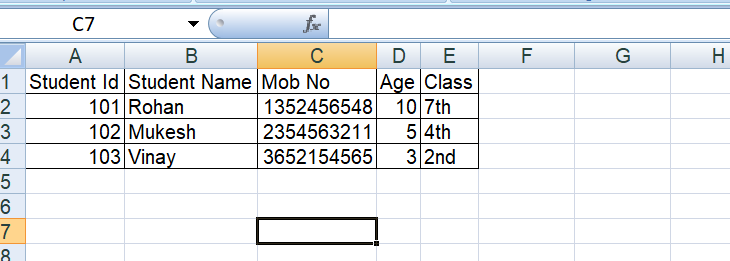 C7 fx
A B C D E F G H
1 Student Id Student Name Mob No Age Class
2 101 Rohan 1352456548 10 7th
3 102 Mukesh 2354563211 5 4th
4 103 Vinay 3652154565 3 2nd
5
6
7
8